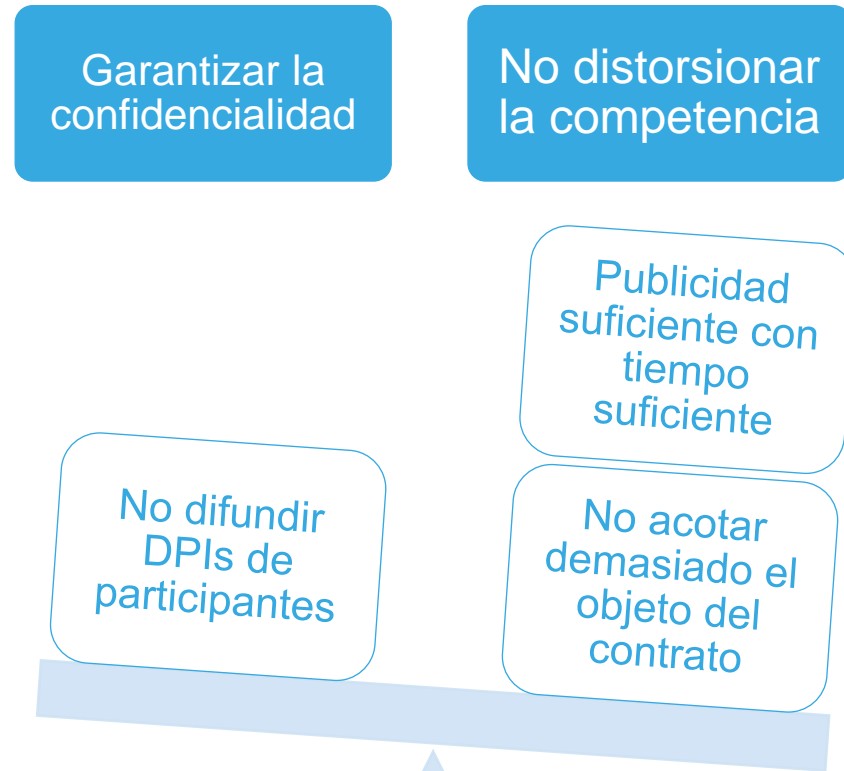 Garantizar la
confidencialidad
No distorsionar
la competencia
Publicidad
suficiente con
tiempo
suficiente
No difundir
DPIs de
participantes
No acotar
demasiado el
objeto del
contrato